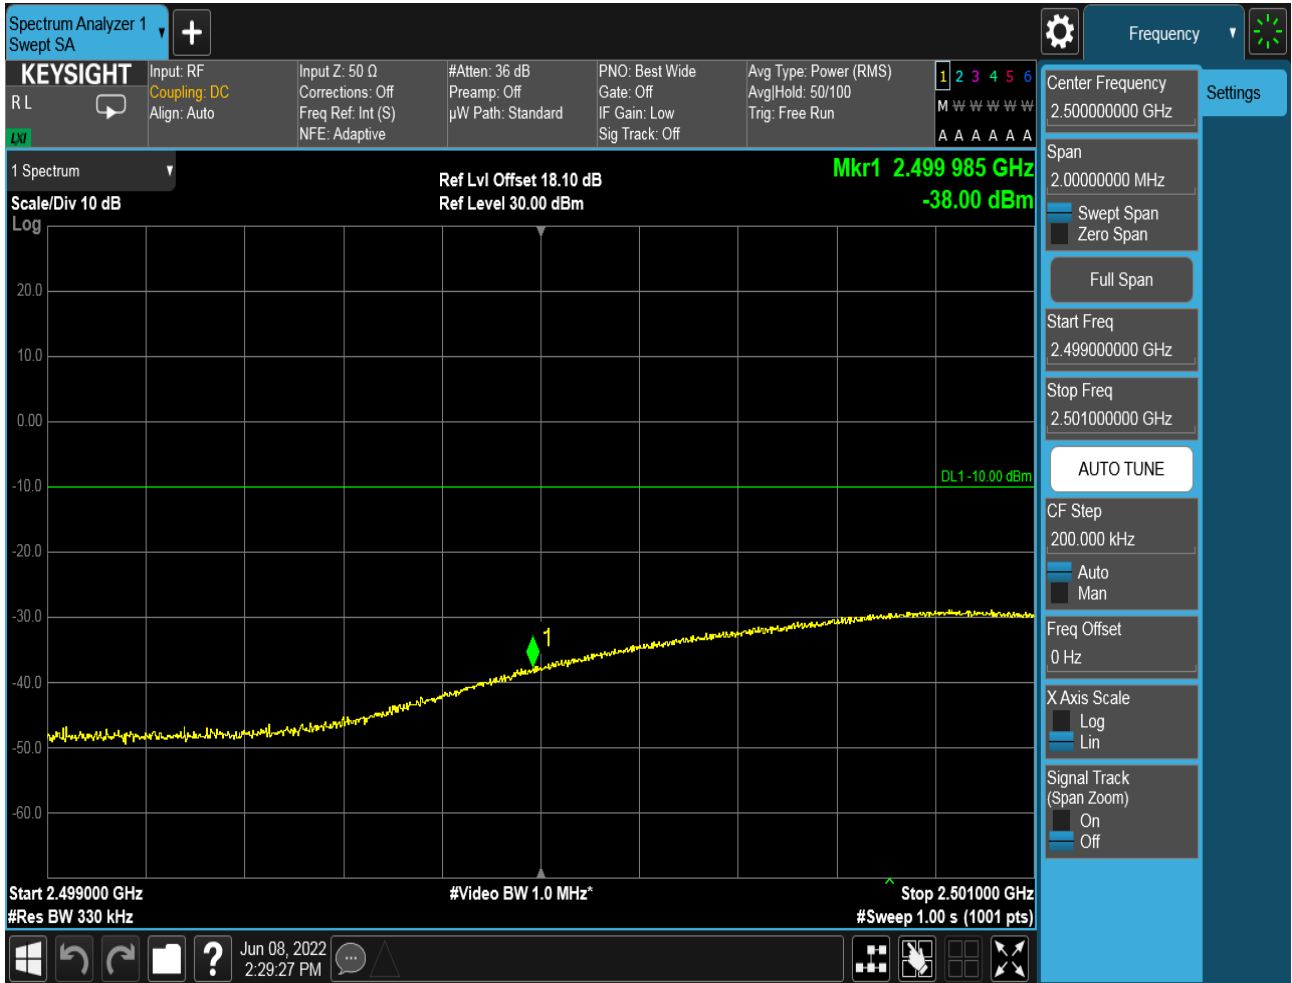 Spectrum Analyzer 1
Swept SA
Frequency
KEYSIGHT
R L
LXI
Input: RF
Coupling: DC
Align: Auto
Input Z: 50 Ω
Corrections: Off
Freq Ref: Int (S)
NFE: Adaptive
#Atten: 36 dB
Preamp: Off
µW Path: Standard
PNO: Best Wide
Gate: Off
IF Gain: Low
Sig Track: Off
Avg Type: Power (RMS)
Avg|Hold: 50/100
Trig: Free Run
1 2 3 4 5 6
M W W W W W
A A A A A A
1 Spectrum
Scale/Div 10 dB
Log
Ref Lvl Offset 18.10 dB
Ref Level 30.00 dBm
Mkr1 2.499 985 GHz
-38.00 dBm
20.0
10.0
0.00
-10.0
-20.0
-30.0
-40.0
-50.0
-60.0
DL1 -10.00 dBm
1
Start 2.499000 GHz
#Res BW 330 kHz
#Video BW 1.0 MHz*
Stop 2.501000 GHz
#Sweep 1.00 s (1001 pts)
Jun 08, 2022
2:29:27 PM
?
Center Frequency
2.500000000 GHz
Settings
Span
2.00000000 MHz
Swept Span
Zero Span
Full Span
Start Freq
2.499000000 GHz
Stop Freq
2.501000000 GHz
AUTO TUNE
CF Step
200.000 kHz
Auto
Man
Freq Offset
0 Hz
X Axis Scale
Log
Lin
Signal Track
(Span Zoom)
On
Off